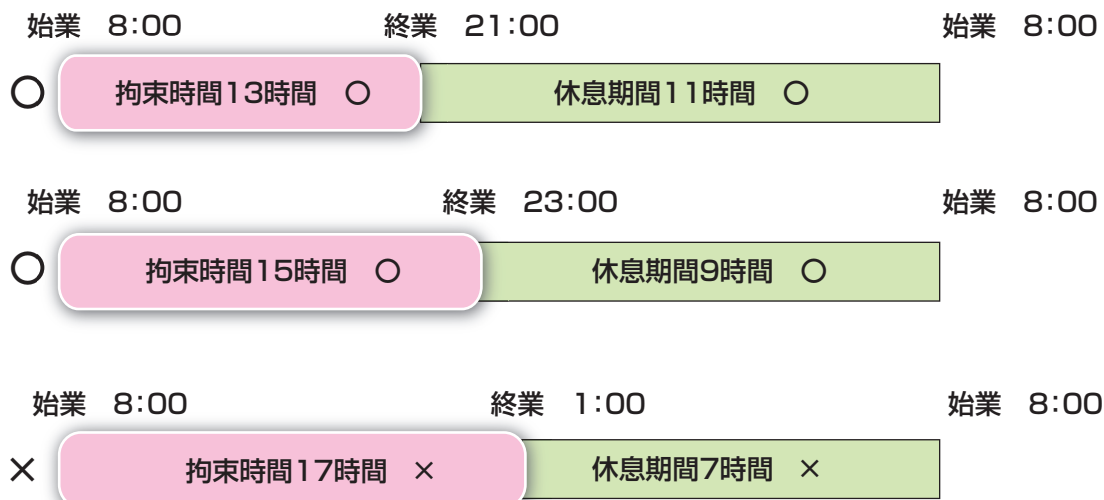 始業　8：00　終業　21：00　始業　8：00
○　拘束時間13時間　○　休息期間11時間　○
始業　8：00　終業　23：00　始業　8：00
○　拘束時間15時間　○　休息期間9時間　○
始業　8：00　終業　1：00　始業　8：00
×　拘束時間17時間　×　休息期間7時間　×